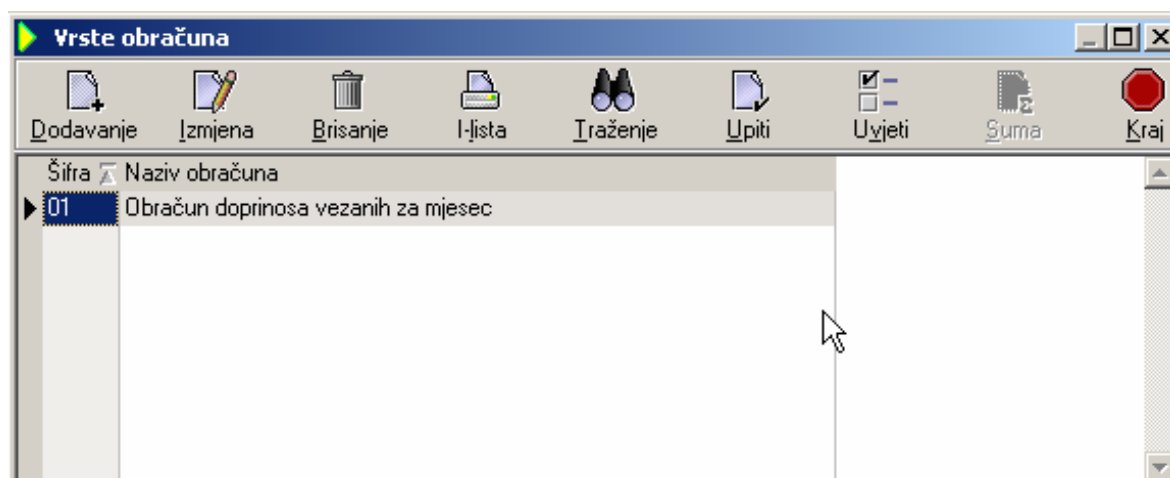 Vrste obračuna
Dodavanje Izmjena Brisanje I-lista Traženje Upiti Uvjeti Suma Kraj
Šifra Naziv obračuna
01 Obračun doprinosa vezanih za mjesec